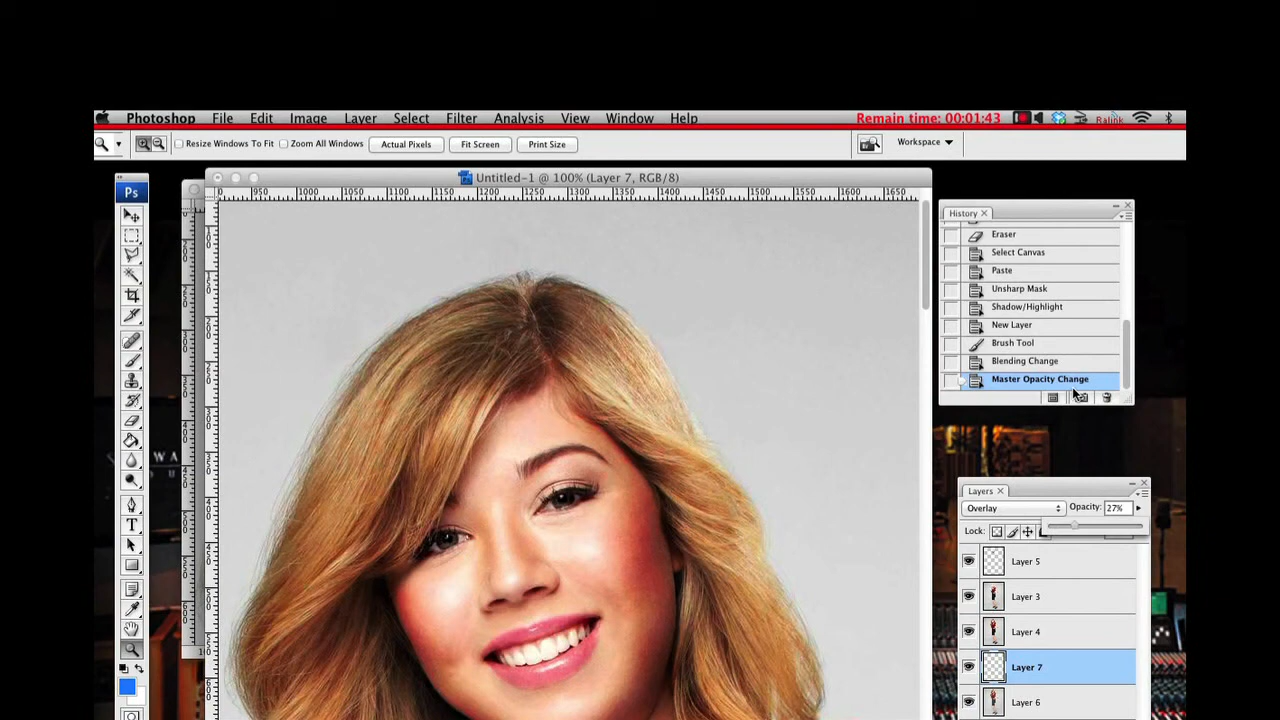 Photoshop File Edit Image Layer Select Filter Analysis View Window Help Remain time: 00:01:43 Ralink
Resize Windows To Fit Zoom All Windows Actual Pixels Fit Screen Print Size Workspace
Ps
Untitled-1 @ 100% (Layer 7, RGB/8)
0 950 1000 1050 1100 1150 1200 1250 1300 1350 1400 1450 1500 1550 1600 1650
History
Eraser
Select Canvas
Paste
Unsharp Mask
Shadow/Highlight
New Layer
Brush Tool
Blending Change
Master Opacity Change
W A
Layers
Overlay Opacity: 27%
Lock:
Layer 5
Layer 3
Layer 4
Layer 7
Layer 6
T